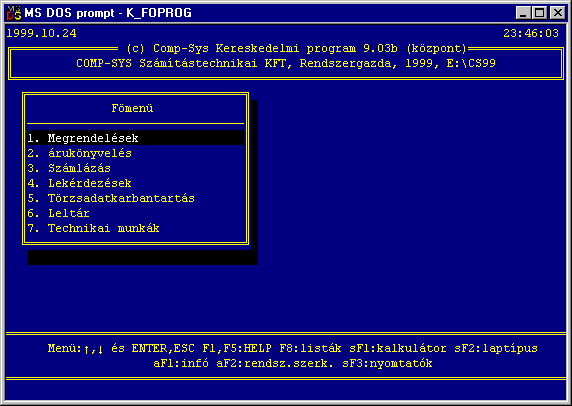 MS DOS prompt - K_FOPROG
1999.10.24 23:46:03
(c) Comp-Sys Kereskedelmi program 9.03b (központ)
COMP-SYS Számítástechnikai KFT, Rendszergazda, 1999, E:\CS99
Fömenü
1. Megrendelések
2. árukönyvelés
3. Számlázás
4. Lekérdezések
5. Törzsadatkarbantartás
6. Leltár
7. Technikai munkák
Menü:↑,↓ és ENTER,ESC F1,F5:HELP F8:listák sF1:kalkulátor sF2:laptípus
aF1:infó aF2:rendsz.szerk. sF3:nyomtatók